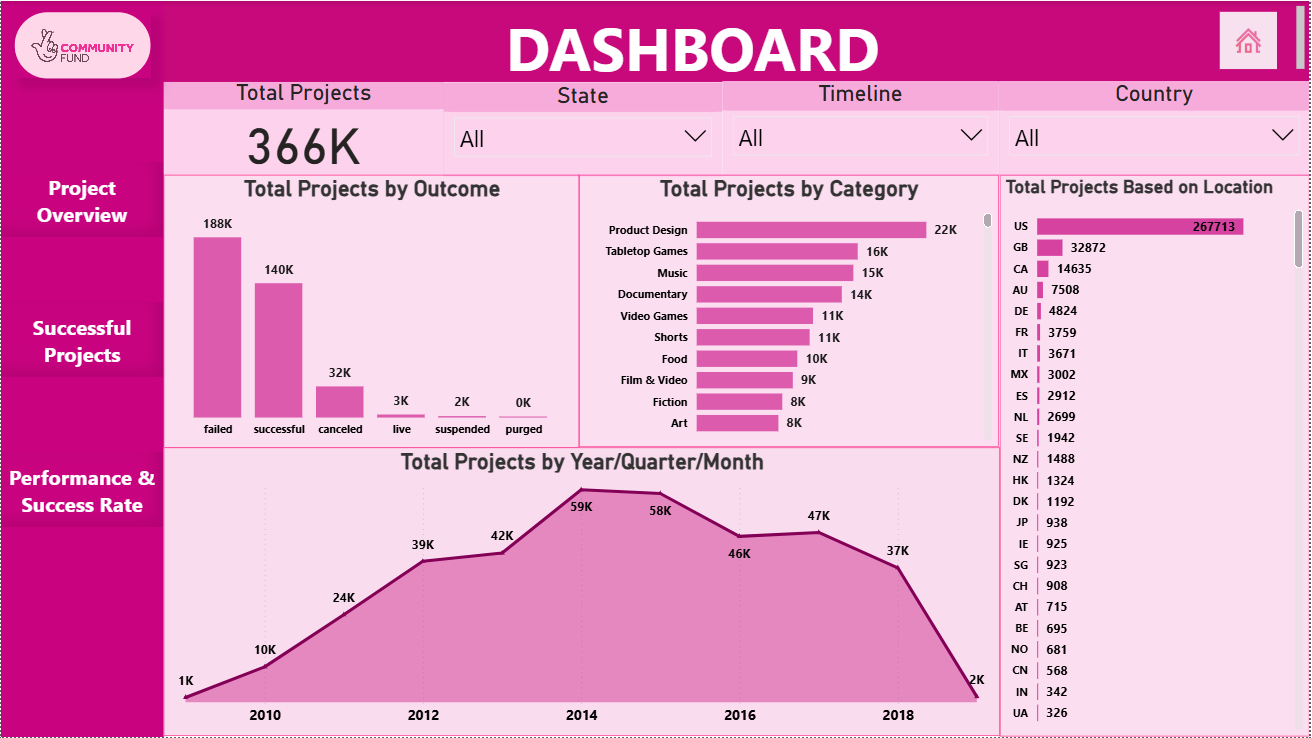 COMMUNITY
FUND
DASHBOARD
Total Projects
366K
State
All
Timeline
All
Country
All
Project
Overview
Successful
Projects
Performance &
Success Rate
Total Projects by Outcome
188K
140K
32K
3K
2K
0K
failed
successful
canceled
live
suspended
purged
Total Projects by Category
Product Design 22K
Tabletop Games 16K
Music 15K
Documentary 14K
Video Games 11K
Shorts 11K
Food 10K
Film & Video 9K
Fiction 8K
Art 8K
Total Projects Based on Location
US 267713
GB 32872
CA 14635
AU 7508
DE 4824
FR 3759
IT 3671
MX 3002
ES 2912
NL 2699
SE 1942
NZ 1488
HK 1324
DK 1192
JP 938
IE 925
SG 923
CH 908
AT 715
BE 695
NO 681
CN 568
IN 342
UA 326
Total Projects by Year/Quarter/Month
1K
10K
24K
39K
42K
59K
58K
46K
47K
37K
2K
2010
2012
2014
2016
2018